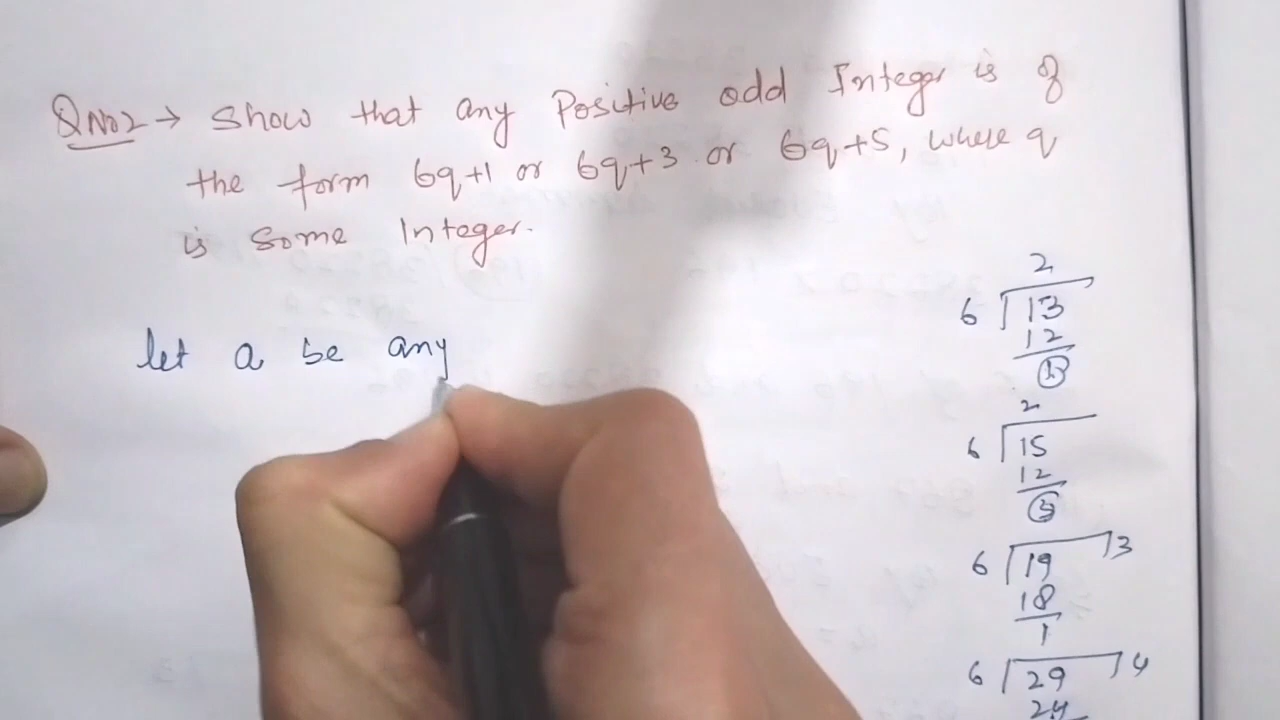 QNo2 → Show that any Positive odd Integer is of
the form 6q+1 or 6q+3 or 6q+5, where q
is some Integer.
let a be any
2
6 13
12
1
2
6 15
12
3
6 19 3
18
1
6 29 4
24